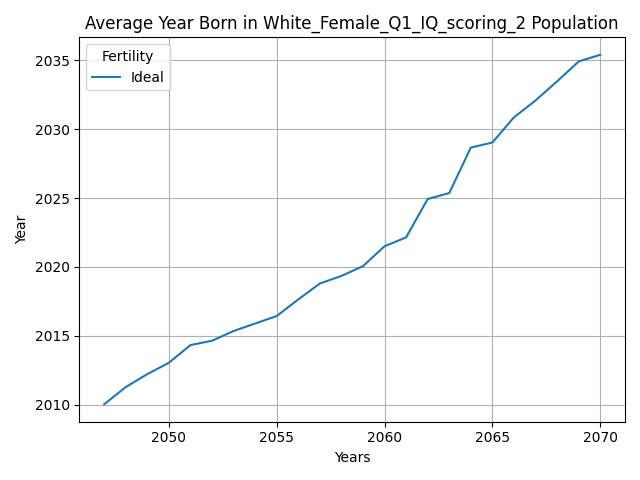 Average Year Born in White_Female_Q1_IQ_scoring_2 Population
Fertility
Ideal
Year
2035
2030
2025
2020
2015
2010
2050 2055 2060 2065 2070
Years